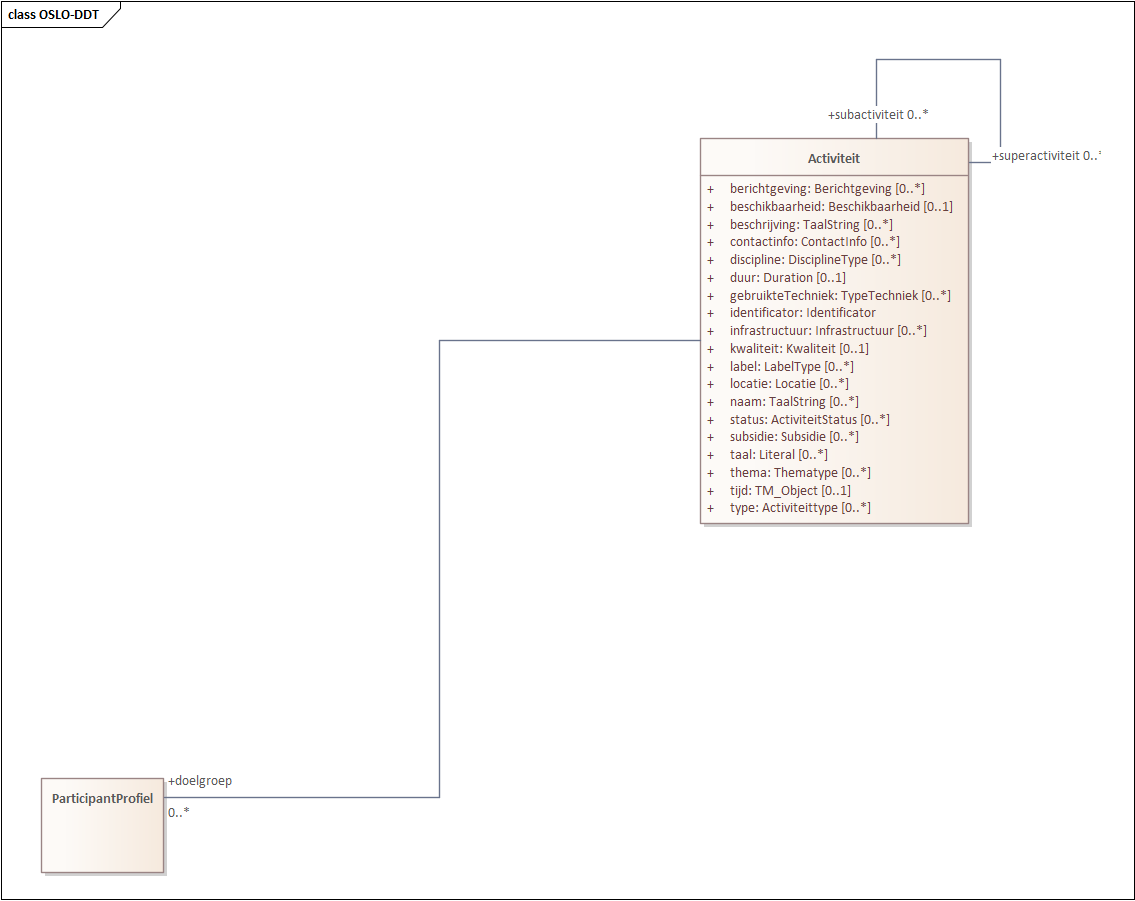 class OSLO-DDT
+subactiviteit 0..*
+superactiviteit 0..*
Activiteit
+ berichtgeving: Berichtgeving [0..*]
+ beschikbaarheid: Beschikbaarheid [0..1]
+ beschrijving: TaalString [0..*]
+ contactinfo: ContactInfo [0..*]
+ discipline: DisciplineType [0..*]
+ duur: Duration [0..1]
+ gebruikteTechniek: TypeTechniek [0..*]
+ identificator: Identificator
+ infrastructuur: Infrastructuur [0..*]
+ kwaliteit: Kwaliteit [0..1]
+ label: LabelType [0..*]
+ locatie: Locatie [0..*]
+ naam: TaalString [0..*]
+ status: ActiviteitStatus [0..*]
+ subsidie: Subsidie [0..*]
+ taal: Literal [0..*]
+ thema: Thematype [0..*]
+ tijd: TM_Object [0..1]
+ type: Activiteittype [0..*]
+doelgroep
ParticipantProfiel
0..*